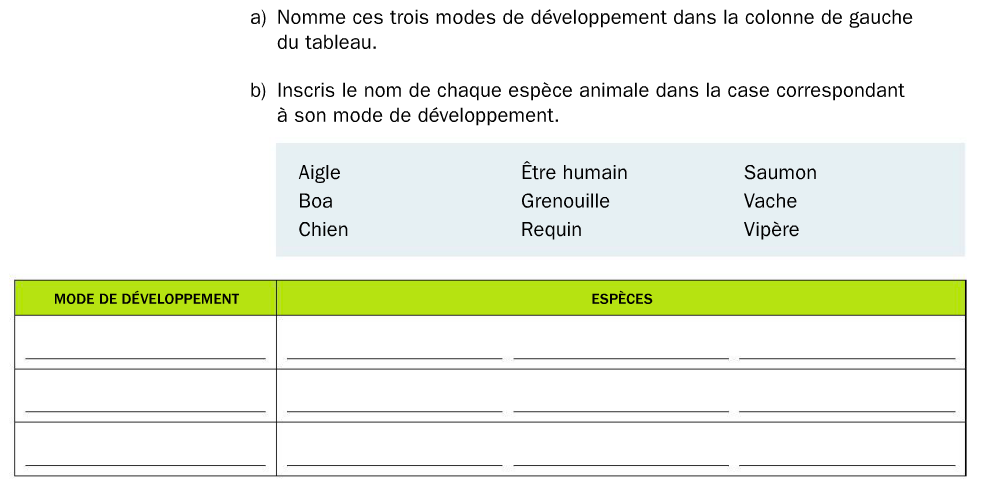 a) Nomme ces trois modes de développement dans la colonne de gauche
du tableau.
b) Inscris le nom de chaque espèce animale dans la case correspondant
à son mode de développement.
Aigle Être humain Saumon
Boa Grenouille Vache
Chien Requin Vipère
MODE DE DÉVELOPPEMENT ESPÈCES